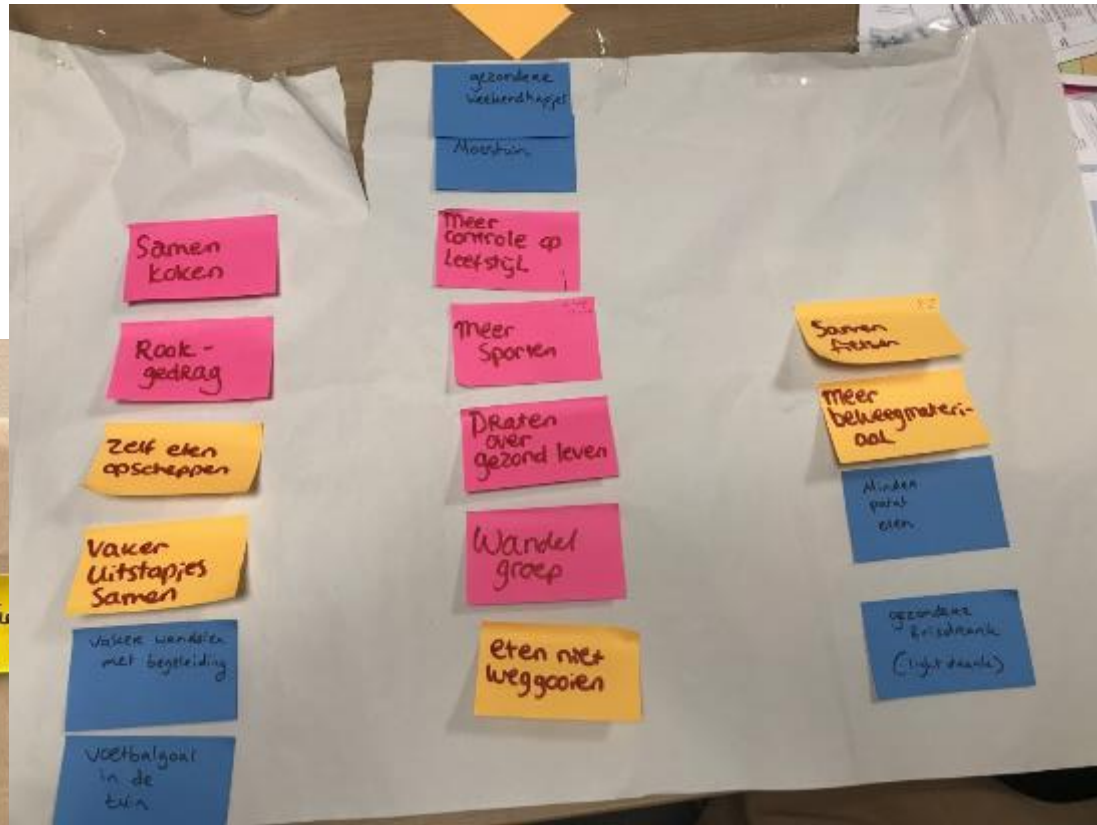 Samen
koken
Rook-
gedrag
Zelf eten
opscheppen
Vaker
Uitstapjes
Samen
Vaker wandelen
met begeleiding
Voetbalgoal
in de
tuin
gezondere
weekendhapjes
Moestuin
Meer
controle op
leefstijl
Meer
Sporten
PRaten
over
gezond leven
Wandel
groep
eten niet
weggooien
Samen
fietsen
Meer
beweegmateri-
aal
Minder
patat
eten
gezondere
frisdrank
(light drank)